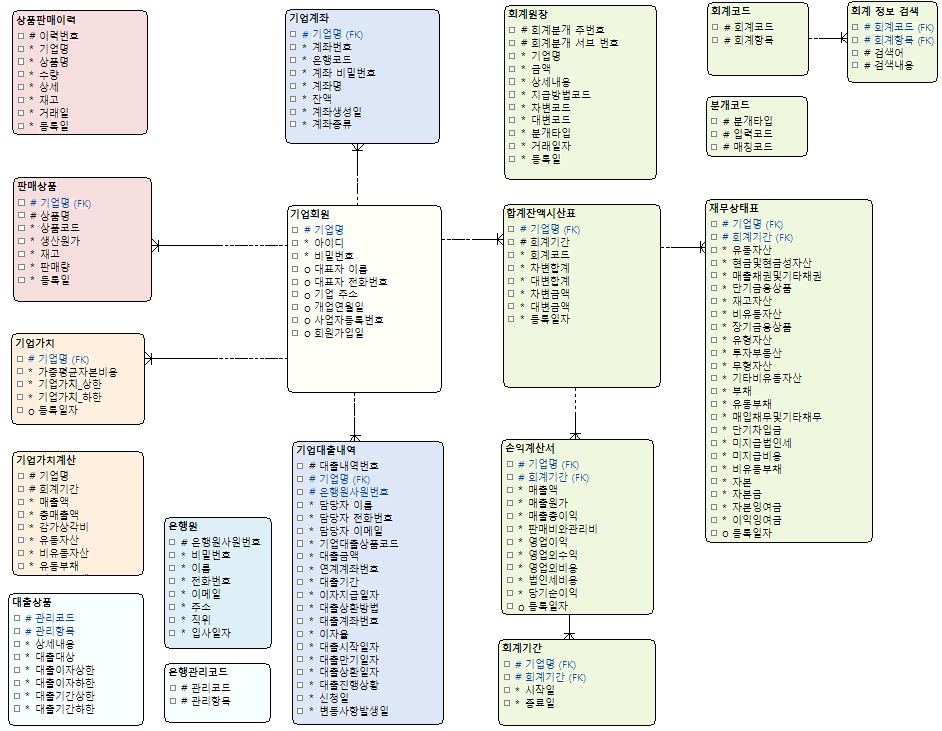 상품판매이력
# 이력번호
* 기업명
* 상품명
* 수량
* 상세
* 재고
* 거래일
* 등록일
판매상품
# 기업명 (FK)
# 상품명
* 상품코드
* 생산원가
* 재고
* 판매량
* 등록일
기업가치
# 기업명 (FK)
* 가중평균자본비용
* 기업가치_상한
* 기업가치_하한
o 등록일자
기업가치계산
# 기업명
# 회계기간
* 매출액
* 총매출액
* 감가상각비
* 유동자산
* 비유동자산
* 유동부채
대출상품
# 관리코드
# 관리항목
* 상세내용
* 대출대상
* 대출이자상한
* 대출이자하한
* 대출기간상한
* 대출기간하한
은행원
# 은행원사원번호
* 비밀번호
* 이름
* 전화번호
* 이메일
* 주소
* 직위
* 입사일자
은행관리코드
# 관리코드
# 관리항목
기업계좌
# 기업명 (FK)
* 계좌번호
* 은행코드
* 계좌 비밀번호
* 계좌명
* 잔액
* 계좌생성일
* 계좌종류
기업회원
# 기업명
* 아이디
* 비밀번호
o 대표자 이름
o 대표자 전화번호
o 기업 주소
o 개업연월일
o 사업자등록번호
o 회원가입일
기업대출내역
# 대출내역번호
# 기업명 (FK)
# 은행원사원번호
* 담당자 이름
* 담당자 전화번호
* 담당자 이메일
* 기업대출상품코드
* 대출금액
* 연계계좌번호
* 대출기간
* 이자지급일자
* 대출상환방법
* 대출계좌번호
* 이자율
* 대출시작일자
* 대출만기일자
* 대출상환일자
* 대출진행상황
* 신청일
* 변동사항발생일
회계원장
# 회계분개 주번호
# 회계분개 서브 번호
* 기업명
* 금액
* 상세내용
* 지급방법코드
* 차변코드
* 대변코드
* 분개타입
* 거래일자
* 등록일
합계잔액시산표
# 기업명 (FK)
# 회계기간
* 회계코드
* 차변합계
* 대변합계
* 차변금액
* 대변금액
* 등록일자
손익계산서
# 기업명 (FK)
# 회계기간 (FK)
* 매출액
* 매출원가
* 매출총이익
* 판매비와관리비
* 영업이익
* 영업외수익
* 영업외비용
* 법인세비용
* 당기순이익
o 등록일자
회계기간
# 기업명 (FK)
# 회계기간 (FK)
* 시작일
* 종료일
회계코드
# 회계코드
# 회계항목
회계 정보 검색
# 회계코드 (FK)
# 회계항목 (FK)
# 검색어
# 검색내용
분개코드
# 분개타입
# 입력코드
# 매칭코드
재무상태표
# 기업명 (FK)
# 회계기간 (FK)
* 유동자산
* 현금및현금성자산
* 매출채권및기타채권
* 단기금융상품
* 재고자산
* 비유동자산
* 장기금융상품
* 유형자산
* 투자부동산
* 무형자산
* 기타비유동자산
* 부채
* 유동부채
* 매입채무및기타채무
* 단기차입금
* 미지급법인세
* 미지급비용
* 비유동부채
* 자본
* 자본금
* 자본잉여금
* 이익잉여금
o 등록일자